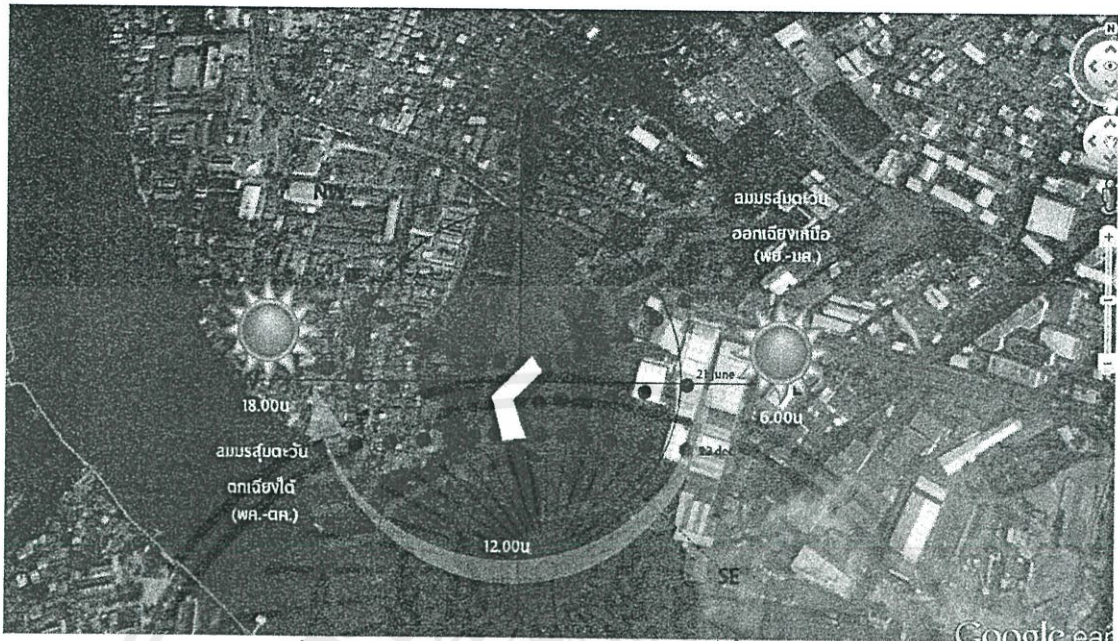 N
ลมมรสุมตะวัน
ออกเฉียงเหนือ
(พย.-มค.)
21 june
18.00น
6.00น
ลมมรสุมตะวัน
ตกเฉียงใต้
(พค.-ตค.)
12.00น
SE
Google ear